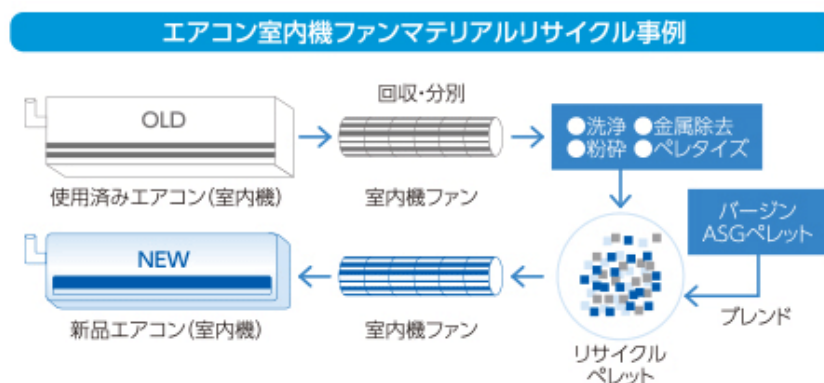 エアコン室内機ファンマテリアルリサイクル事例
OLD
使用済みエアコン(室内機)
回収・分別
室内機ファン
●洗浄 ●金属除去
●粉砕 ●ペレタイズ
バージン
ASGペレット
ブレンド
リサイクル
ペレット
室内機ファン
NEW
新品エアコン(室内機)